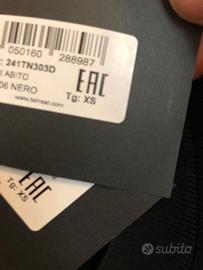 050160 288987
: 241TN303D
I ABITO
06 NERO
www.twinset.com
EAC
Tg: XS
EAC
Tg: XS
subito